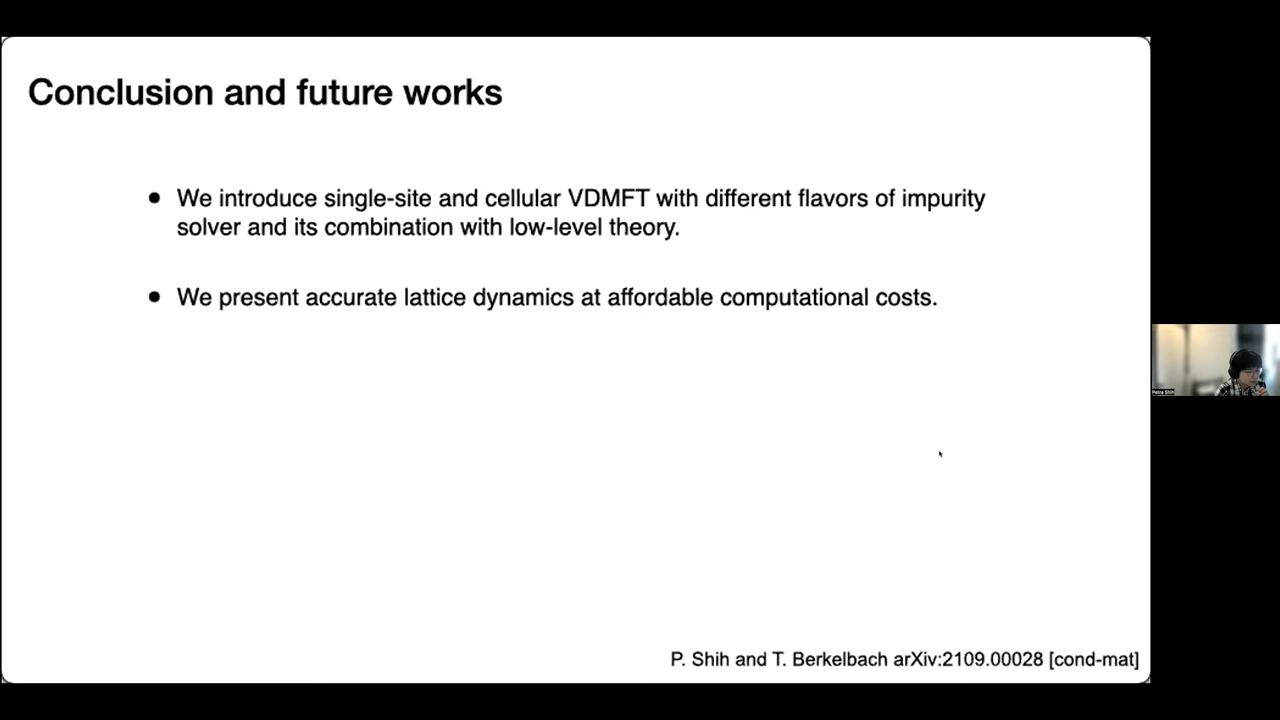 Conclusion and future works
● We introduce single-site and cellular VDMFT with different flavors of impurity
solver and its combination with low-level theory.
● We present accurate lattice dynamics at affordable computational costs.
Petra Shih
P. Shih and T. Berkelbach arXiv:2109.00028 [cond-mat]